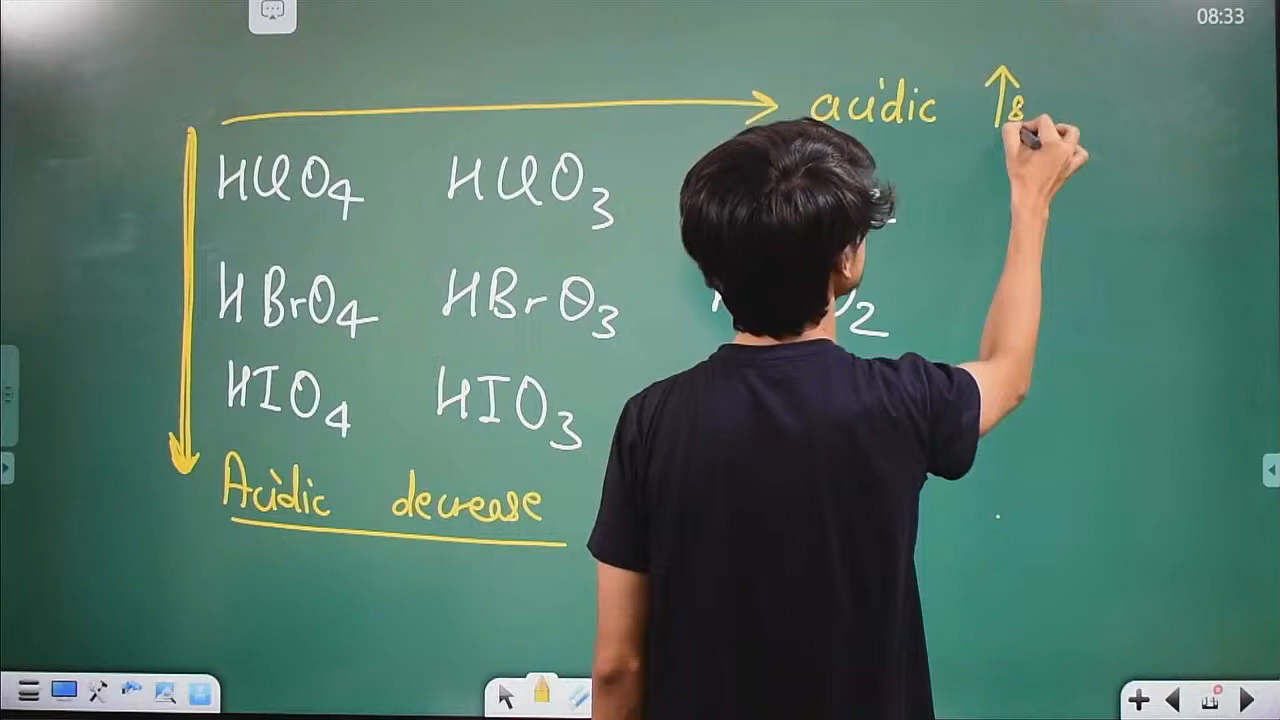 08:33
acidic ↑s
HClO4 HClO3
HBrO4 HBrO3
HIO4 HIO3
Acidic decrease